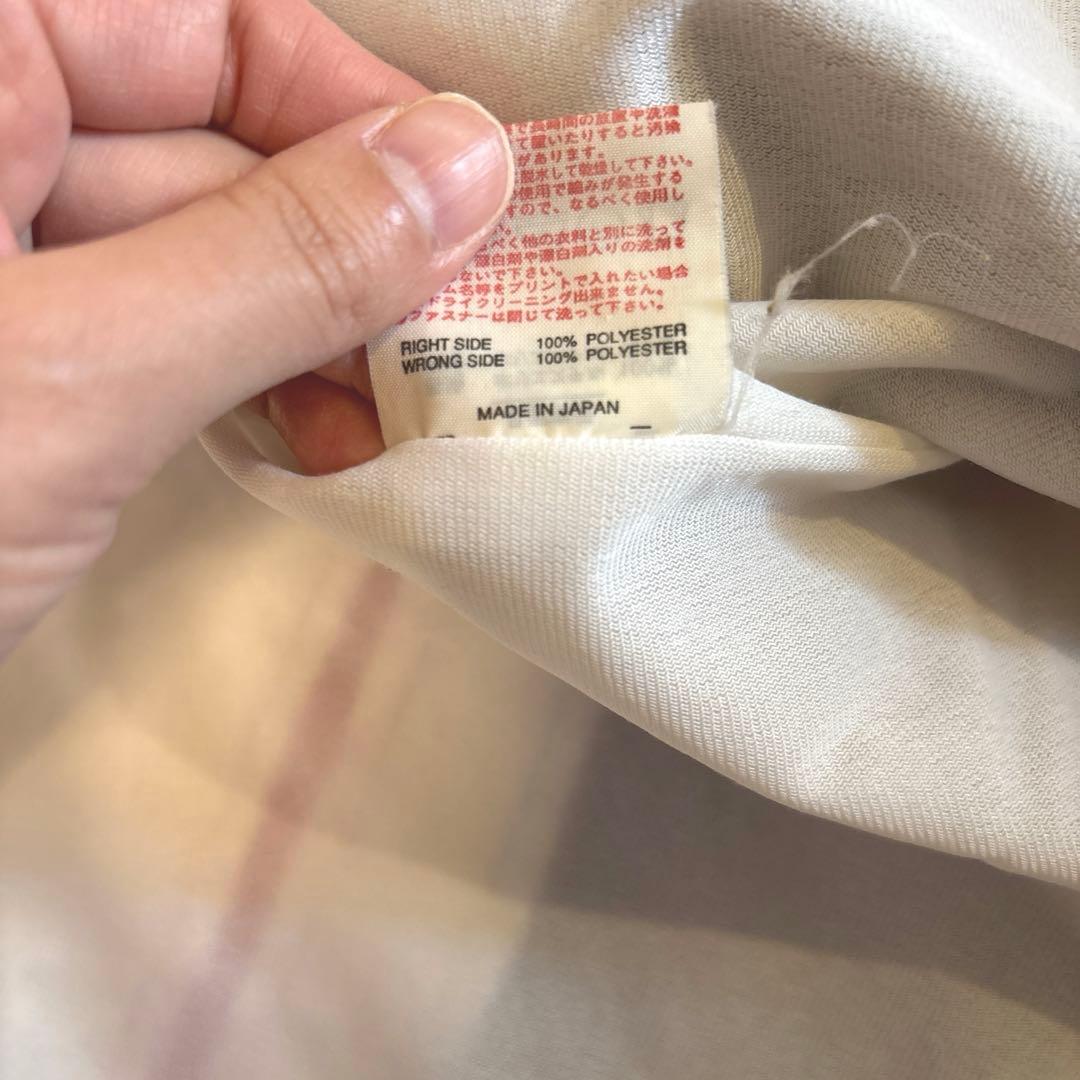 で長時間の放置や洗濯
て置いたりすると汚染
があります。
脱水して乾燥して下さい。
使用で縮みが発生する
すので、なるべく使用し
べく他の衣料と別に洗って
漂白剤や漂白剤入りの洗剤を
ないで下さい。
ム名等をプリントで入れたい場合
ドライクリーニング出来ません。
ファスナーは閉じて洗って下さい。
RIGHT SIDE 100% POLYESTER
WRONG SIDE 100% POLYESTER
MADE IN JAPAN